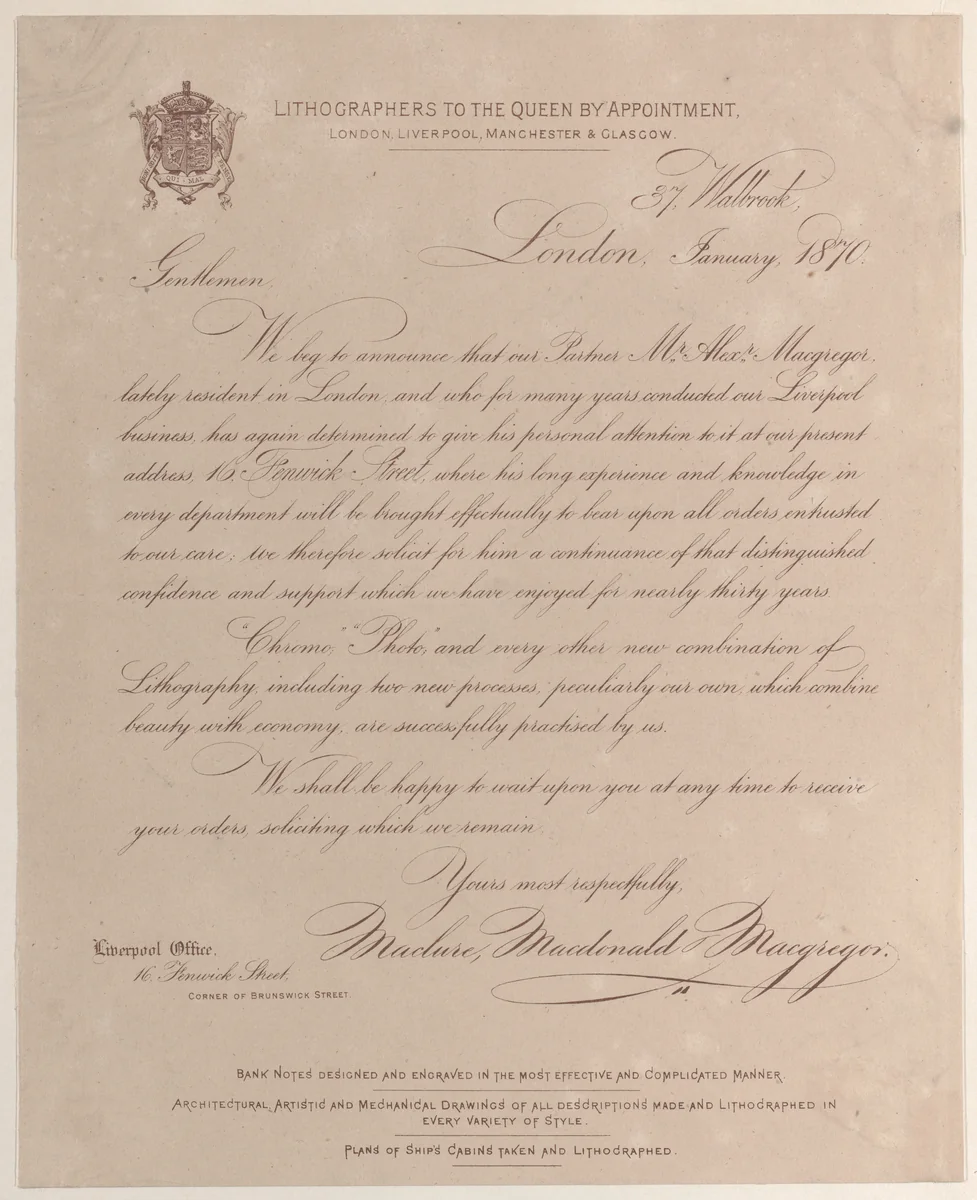 LITHOGRAPHERS TO THE QUEEN BY APPOINTMENT,
LONDON, LIVERPOOL, MANCHESTER & GLASGOW.
QUI MAL
37, Walbrook,
London, January, 1870.
Gentlemen.
We beg to announce that our Partner Mr. Alexr. Macgregor,
lately resident in London, and who for many years conducted our Liverpool
business, has again determined to give his personal attention to it at our present
address, 16, Fenwick Street, where his long experience and knowledge in
every department will be brought effectually to bear upon all orders entrusted
to our care; we therefore solicit for him a continuance of that distinguished
confidence and support which we have enjoyed for nearly thirty years.
"Chromo," "Photo," and every other new combination of
Lithography, including two new processes, peculiarly our own, which combine
beauty with economy, are successfully practised by us.
We shall be happy to wait upon you at any time to receive
your orders, soliciting which we remain,
Yours most respectfully,
Maclure, Macdonald & Macgregor.
Liverpool Office,
16, Fenwick Street,
CORNER OF BRUNSWICK STREET.
BANK NOTES DESIGNED AND ENGRAVED IN THE MOST EFFECTIVE AND COMPLICATED MANNER.
ARCHITECTURAL, ARTISTIC AND MECHANICAL DRAWINGS OF ALL DESCRIPTIONS MADE AND LITHOGRAPHED IN
EVERY VARIETY OF STYLE.
PLANS OF SHIP'S CABINS TAKEN AND LITHOGRAPHED.